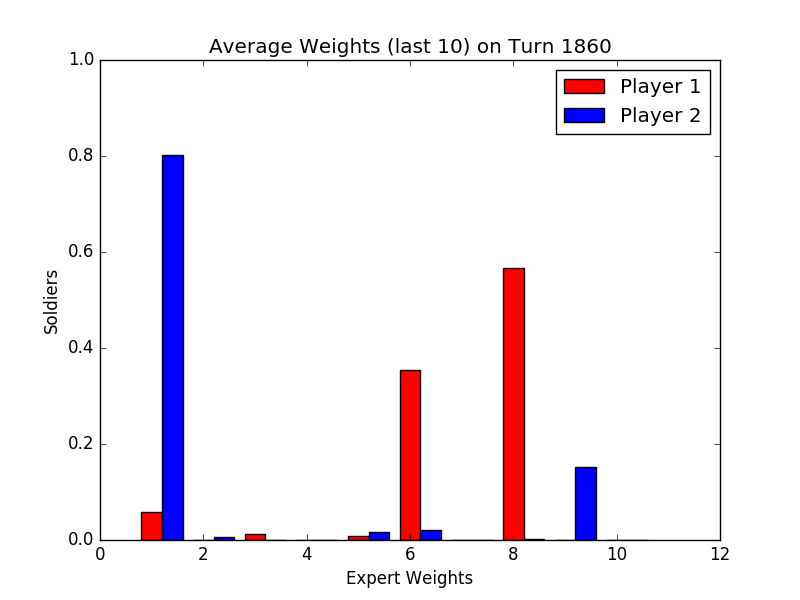 Average Weights (last 10) on Turn 1860
1.0
Player 1
Player 2
0.8
0.6
Soldiers
0.4
0.2
0.0
0 2 4 6 8 10 12
Expert Weights